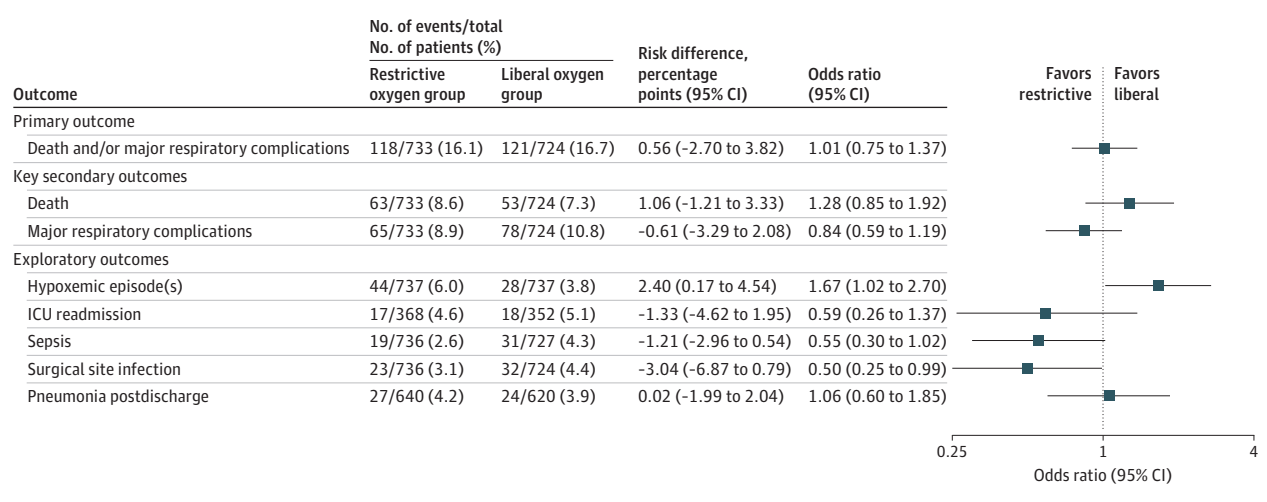 No. of events/total
No. of patients (%)
Outcome
Restrictive
oxygen group
Liberal oxygen
group
Risk difference,
percentage
points (95% CI)
Odds ratio
(95% CI)
Favors
restrictive
Favors
liberal
Primary outcome
Death and/or major respiratory complications 118/733 (16.1) 121/724 (16.7) 0.56 (-2.70 to 3.82) 1.01 (0.75 to 1.37)
Key secondary outcomes
Death 63/733 (8.6) 53/724 (7.3) 1.06 (-1.21 to 3.33) 1.28 (0.85 to 1.92)
Major respiratory complications 65/733 (8.9) 78/724 (10.8) -0.61 (-3.29 to 2.08) 0.84 (0.59 to 1.19)
Exploratory outcomes
Hypoxemic episode(s) 44/737 (6.0) 28/737 (3.8) 2.40 (0.17 to 4.54) 1.67 (1.02 to 2.70)
ICU readmission 17/368 (4.6) 18/352 (5.1) -1.33 (-4.62 to 1.95) 0.59 (0.26 to 1.37)
Sepsis 19/736 (2.6) 31/727 (4.3) -1.21 (-2.96 to 0.54) 0.55 (0.30 to 1.02)
Surgical site infection 23/736 (3.1) 32/724 (4.4) -3.04 (-6.87 to 0.79) 0.50 (0.25 to 0.99)
Pneumonia postdischarge 27/640 (4.2) 24/620 (3.9) 0.02 (-1.99 to 2.04) 1.06 (0.60 to 1.85)
0.25 1 4
Odds ratio (95% CI)